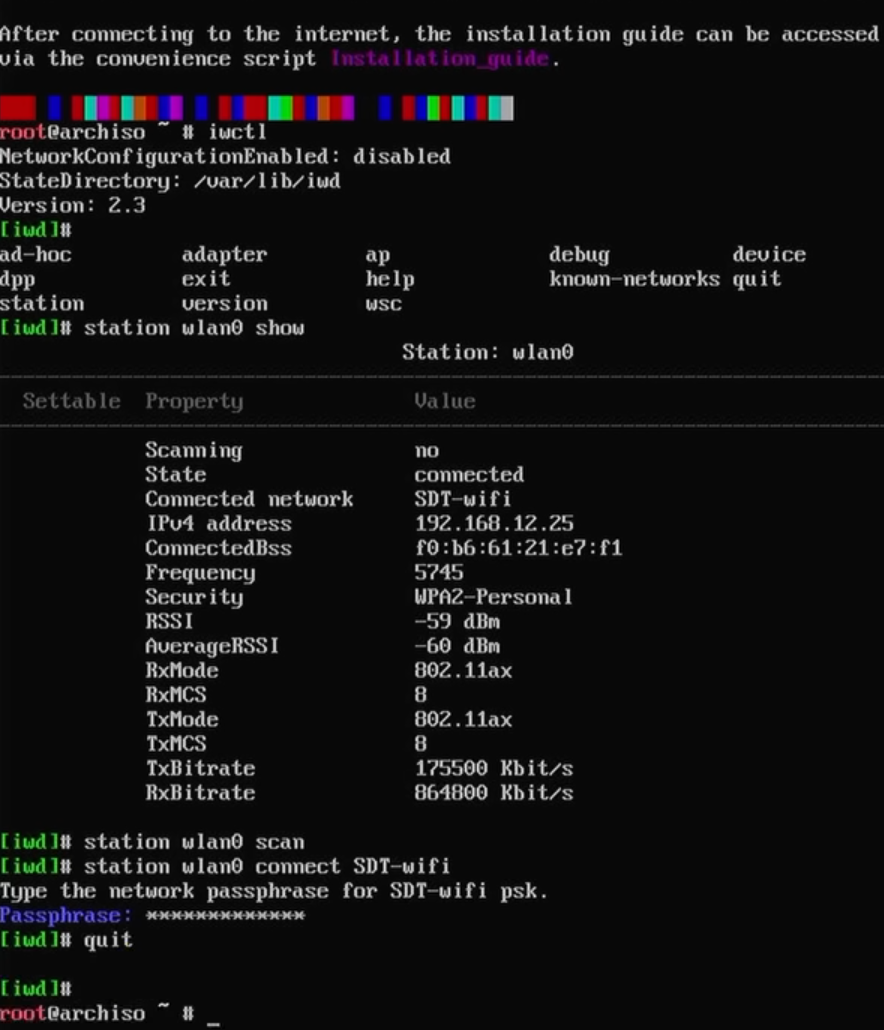 After connecting to the internet, the installation guide can be accessed
via the convenience script Installation_guide.
root@archiso ~ # iwctl
NetworkConfigurationEnabled: disabled
StateDirectory: /var/lib/iwd
Version: 2.3
[iwd]#
ad-hoc adapter ap debug device
dpp exit help known-networks quit
station version wsc
[iwd]# station wlan0 show
Station: wlan0
Settable Property Value
Scanning no
State connected
Connected network SDT-wifi
IPv4 address 192.168.12.25
ConnectedBss f0:b6:61:21:e7:f1
Frequency 5745
Security WPA2-Personal
RSSI -59 dBm
AverageRSSI -60 dBm
RxMode 802.11ax
RxMCS 8
TxMode 802.11ax
TxMCS 8
TxBitrate 175500 Kbit/s
RxBitrate 864800 Kbit/s
[iwd]# station wlan0 scan
[iwd]# station wlan0 connect SDT-wifi
Type the network passphrase for SDT-wifi psk.
Passphrase: *************
[iwd]# quit
[iwd]#
root@archiso ~ # _